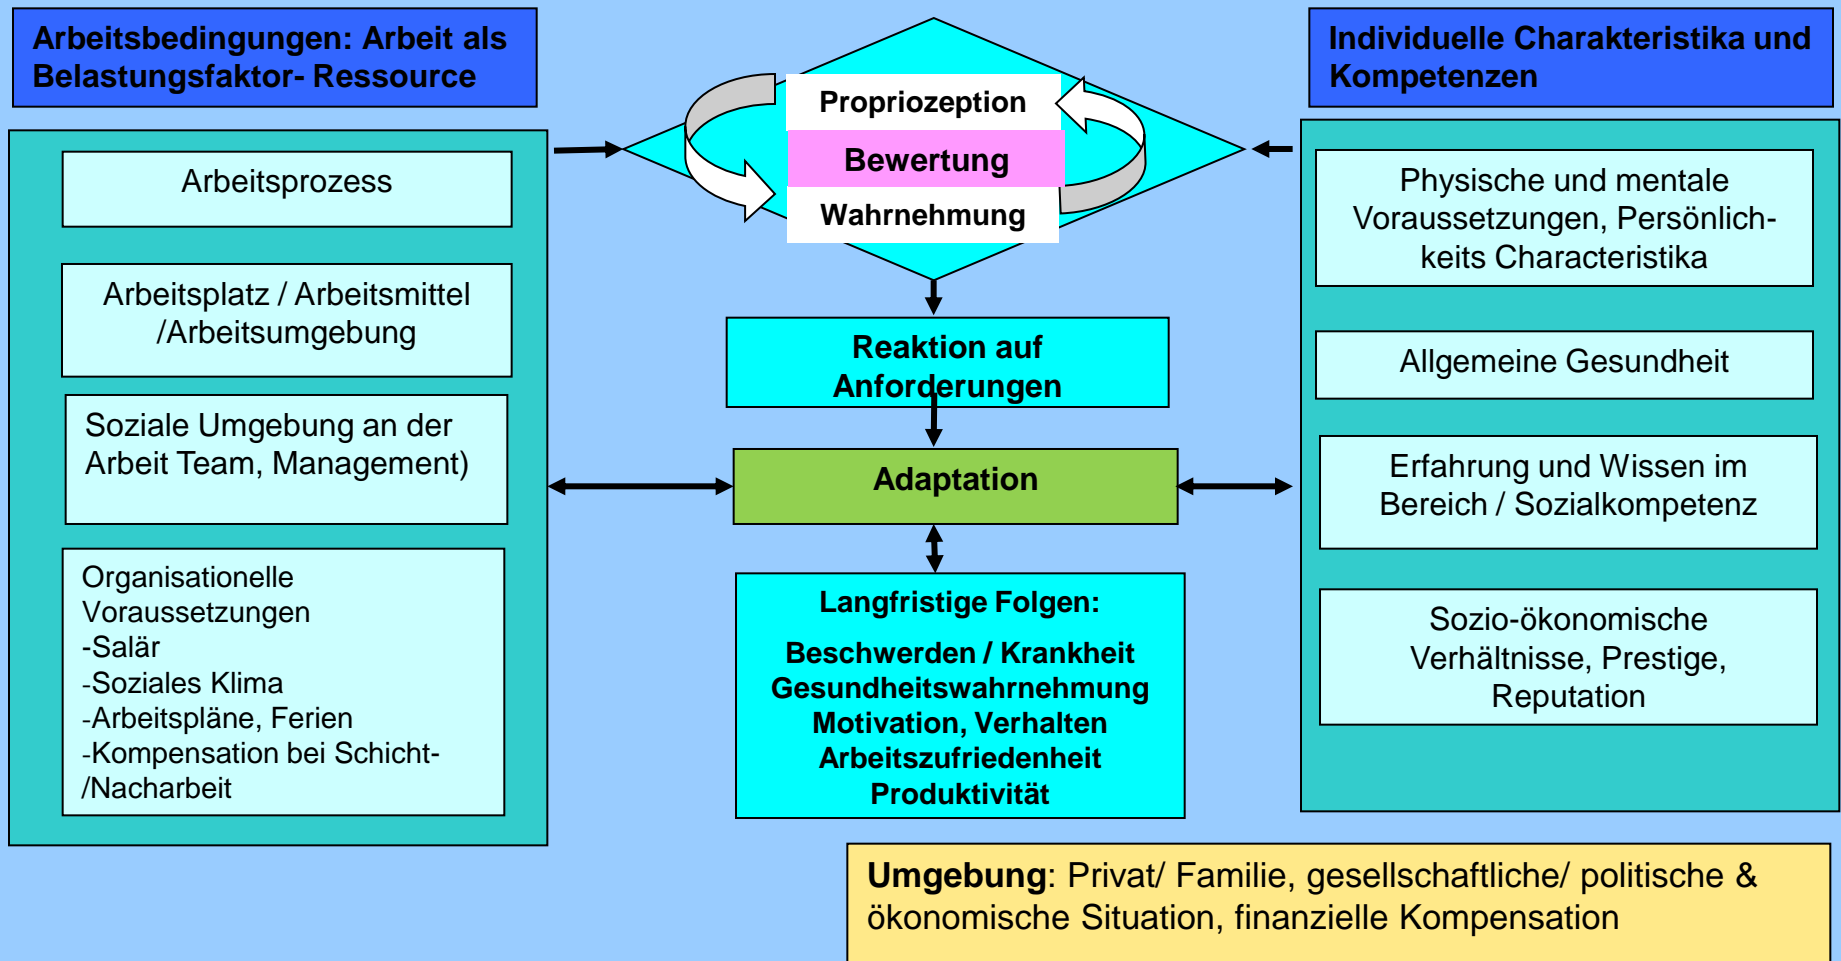 Arbeitsbedingungen: Arbeit als
Belastungsfaktor- Ressource
Arbeitsprozess
Arbeitsplatz / Arbeitsmittel
/Arbeitsumgebung
Soziale Umgebung an der
Arbeit Team, Management)
Organisationelle
Voraussetzungen
-Salär
-Soziales Klima
-Arbeitspläne, Ferien
-Kompensation bei Schicht-
/Nacharbeit
Propriozeption
Bewertung
Wahrnehmung
Reaktion auf
Anforderungen
Adaptation
Langfristige Folgen:
Beschwerden / Krankheit
Gesundheitswahrnehmung
Motivation, Verhalten
Arbeitszufriedenheit
Produktivität
Individuelle Charakteristika und
Kompetenzen
Physische und mentale
Voraussetzungen, Persönlich-
keits Characteristika
Allgemeine Gesundheit
Erfahrung und Wissen im
Bereich / Sozialkompetenz
Sozio-ökonomische
Verhältnisse, Prestige,
Reputation
Umgebung: Privat/ Familie, gesellschaftliche/ politische &
ökonomische Situation, finanzielle Kompensation